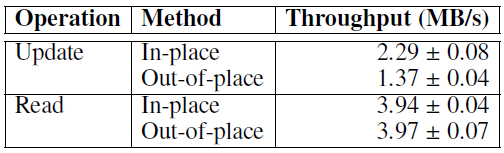 Operation Method Throughput (MB/s)
Update In-place 2.29 ± 0.08
Out-of-place 1.37 ± 0.04
Read In-place 3.94 ± 0.04
Out-of-place 3.97 ± 0.07